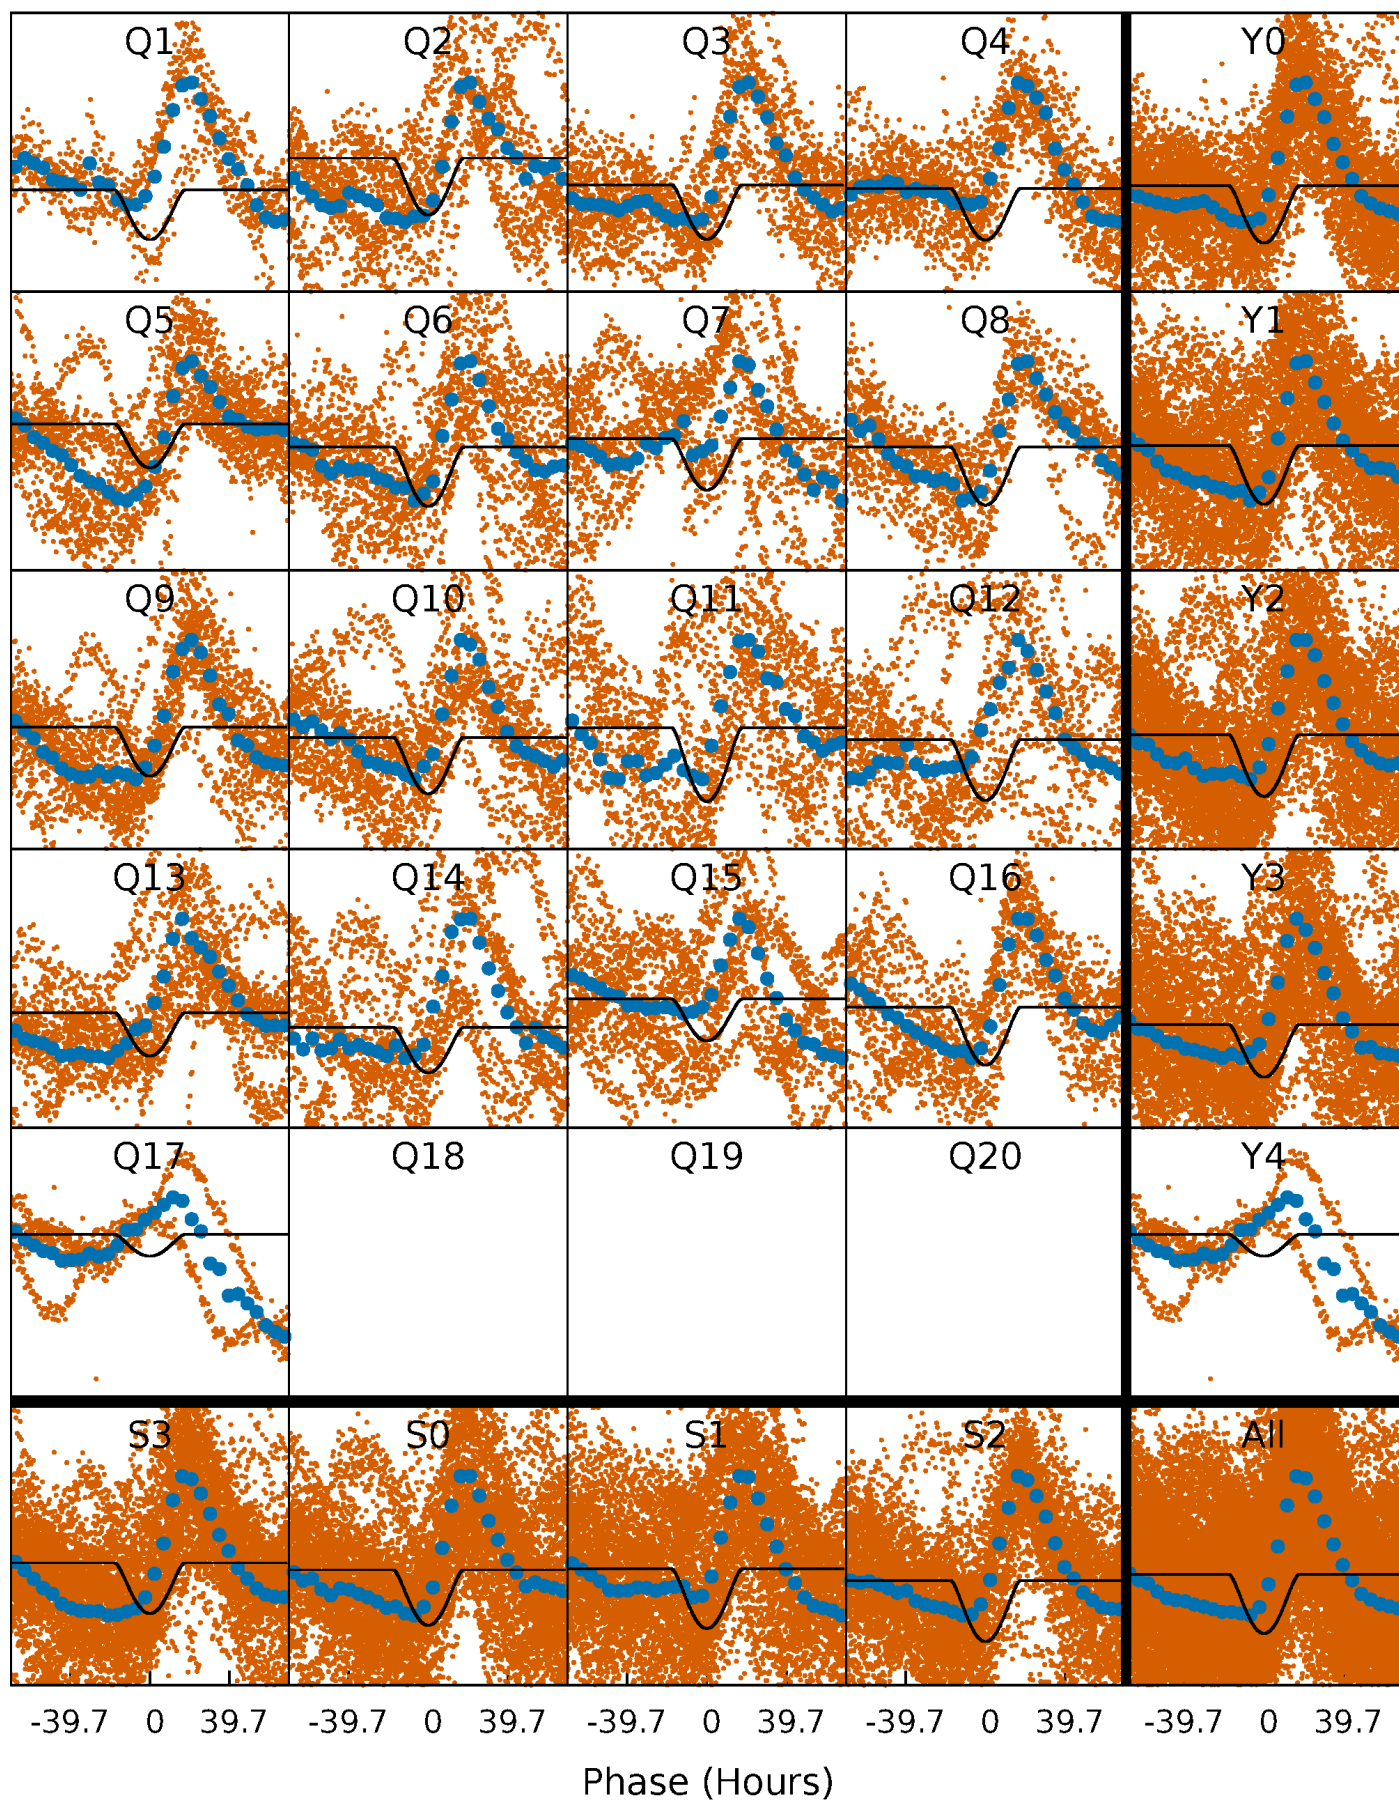 Q1 Q2 Q3 Q4 Y0
Q5 Q6 Q7 Q8 Y1
Q9 Q10 Q11 Q12 Y2
Q13 Q14 Q15 Q16 Y3
Q17 Q18 Q19 Q20 Y4
S3 S0 S1 S2 All
-39.7 0 39.7 -39.7 0 39.7 -39.7 0 39.7 -39.7 0 39.7 -39.7 0 39.7
Phase (Hours)